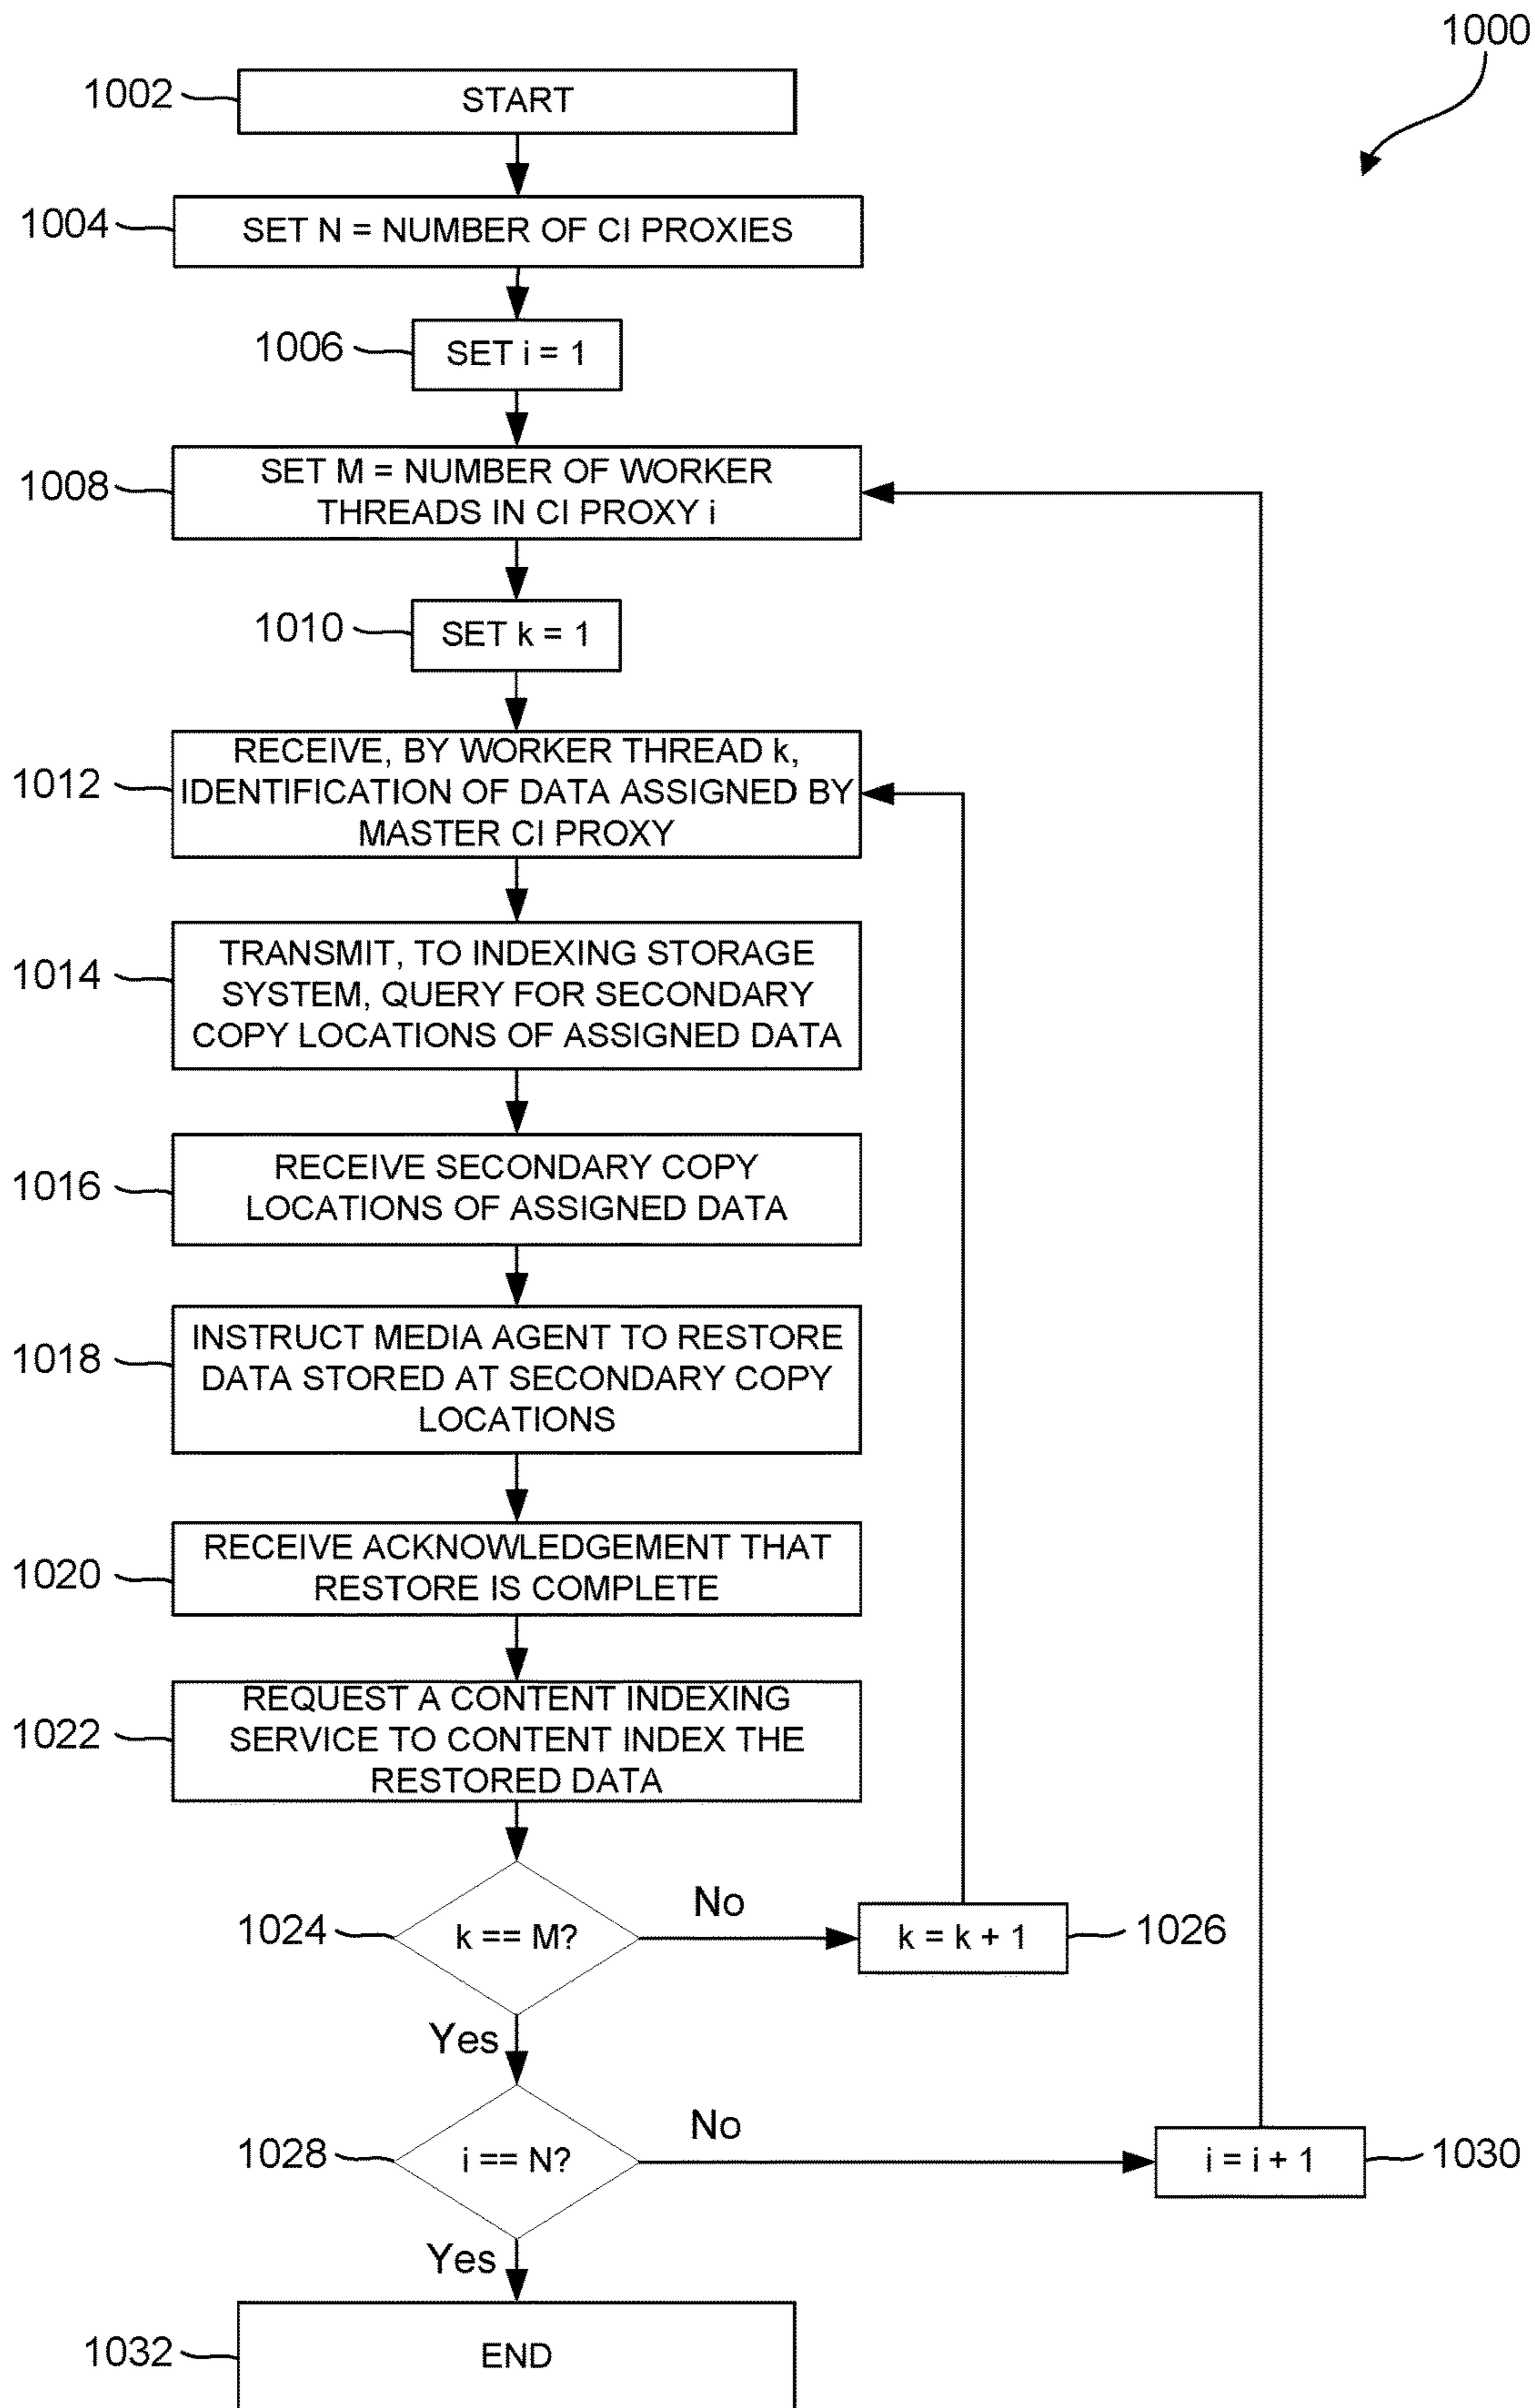 1000
1002
START
1004
SET N = NUMBER OF CI PROXIES
1006
SET i = 1
1008
SET M = NUMBER OF WORKER
THREADS IN CI PROXY i
1010
SET k = 1
1012
RECEIVE, BY WORKER THREAD k,
IDENTIFICATION OF DATA ASSIGNED BY
MASTER CI PROXY
1014
TRANSMIT, TO INDEXING STORAGE
SYSTEM, QUERY FOR SECONDARY
COPY LOCATIONS OF ASSIGNED DATA
1016
RECEIVE SECONDARY COPY
LOCATIONS OF ASSIGNED DATA
1018
INSTRUCT MEDIA AGENT TO RESTORE
DATA STORED AT SECONDARY COPY
LOCATIONS
1020
RECEIVE ACKNOWLEDGEMENT THAT
RESTORE IS COMPLETE
1022
REQUEST A CONTENT INDEXING
SERVICE TO CONTENT INDEX THE
RESTORED DATA
1024
k == M?
No
k = k + 1
1026
Yes
1028
i == N?
No
i = i + 1
1030
Yes
1032
END